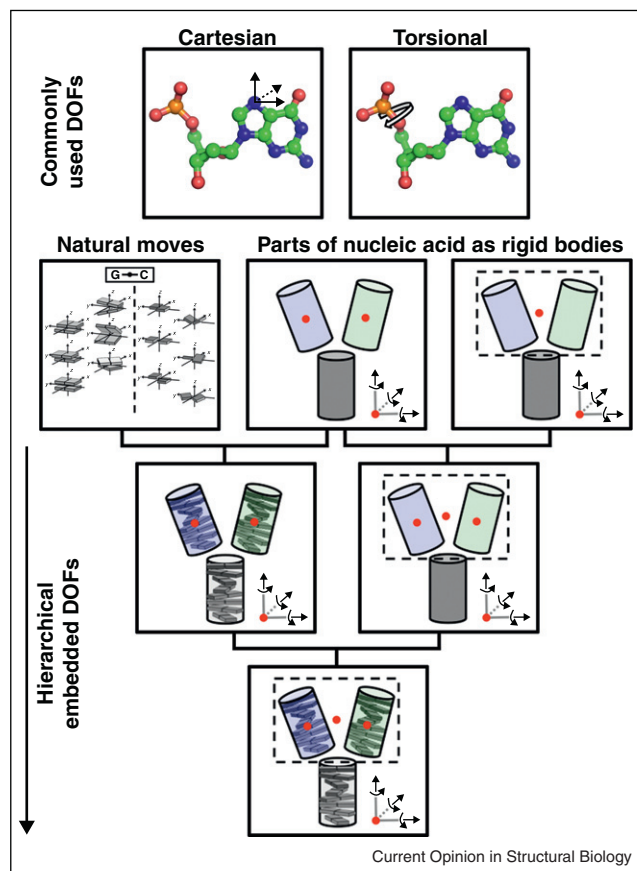 Cartesian
Torsional
Commonly
used DOFs
Natural moves
Parts of nucleic acid as rigid bodies
G C
Hierarchical
embedded DOFs
Current Opinion in Structural Biology